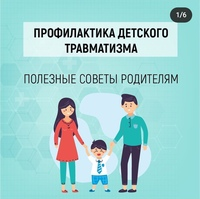 1/6
ПРОФИЛАКТИКА ДЕТСКОГО
ТРАВМАТИЗМА
ПОЛЕЗНЫЕ СОВЕТЫ РОДИТЕЛЯМ